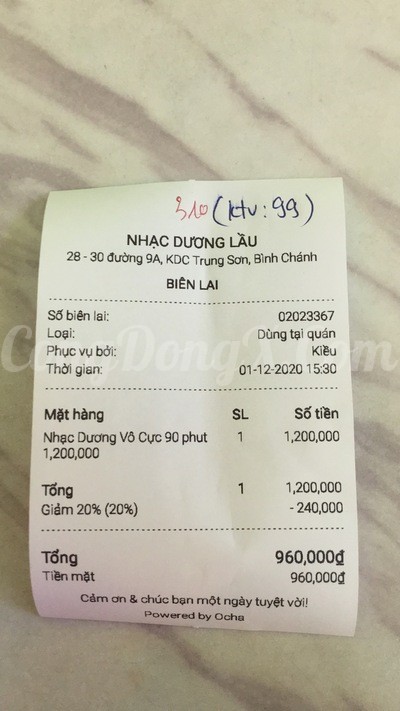 310 (ktv: 99)
NHẠC DƯƠNG LẦU
28 - 30 đường 9A, KDC Trung Sơn, Bình Chánh
BIÊN LAI
Số biên lai: 02023367
Loại: Dùng tại quán
Phục vụ bởi: Kiều
Thời gian: 01-12-2020 15:30
Mặt hàng SL Số tiền
Nhạc Dương Vô Cực 90 phut 1 1,200,000
1,200,000
Tổng 1 1,200,000
Giảm 20% (20%) - 240,000
Tổng 960,000₫
Tiền mặt 960,000₫
Cảm ơn & chúc bạn một ngày tuyệt vời!
Powered by Ocha